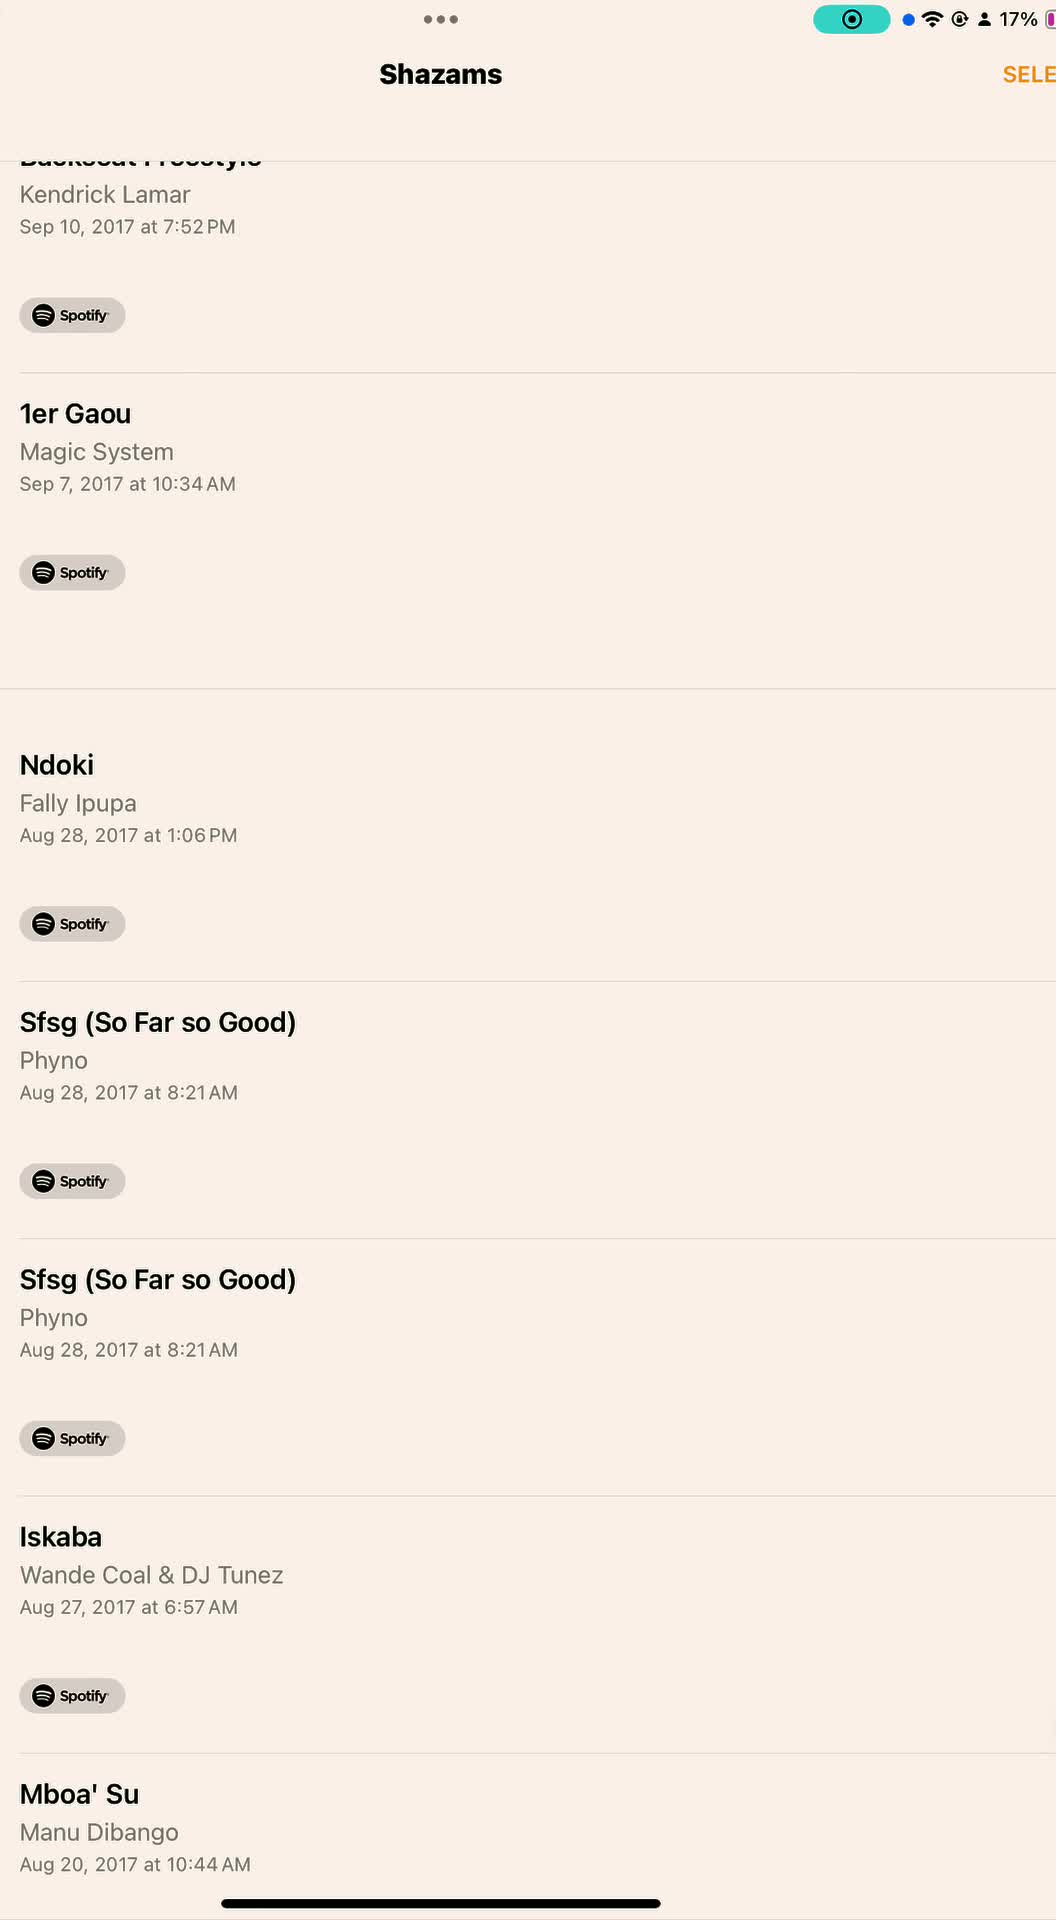 17%
Shazams
Backseat Freestyle
Kendrick Lamar
Sep 10, 2017 at 7:52 PM
Spotify
1er Gaou
Magic System
Sep 7, 2017 at 10:34 AM
Spotify
Ndoki
Fally Ipupa
Aug 28, 2017 at 1:06 PM
Spotify
Sfsg (So Far so Good)
Phyno
Aug 28, 2017 at 8:21 AM
Spotify
Sfsg (So Far so Good)
Phyno
Aug 28, 2017 at 8:21 AM
Spotify
Iskaba
Wande Coal & DJ Tunez
Aug 27, 2017 at 6:57 AM
Spotify
Mboa' Su
Manu Dibango
Aug 20, 2017 at 10:44 AM